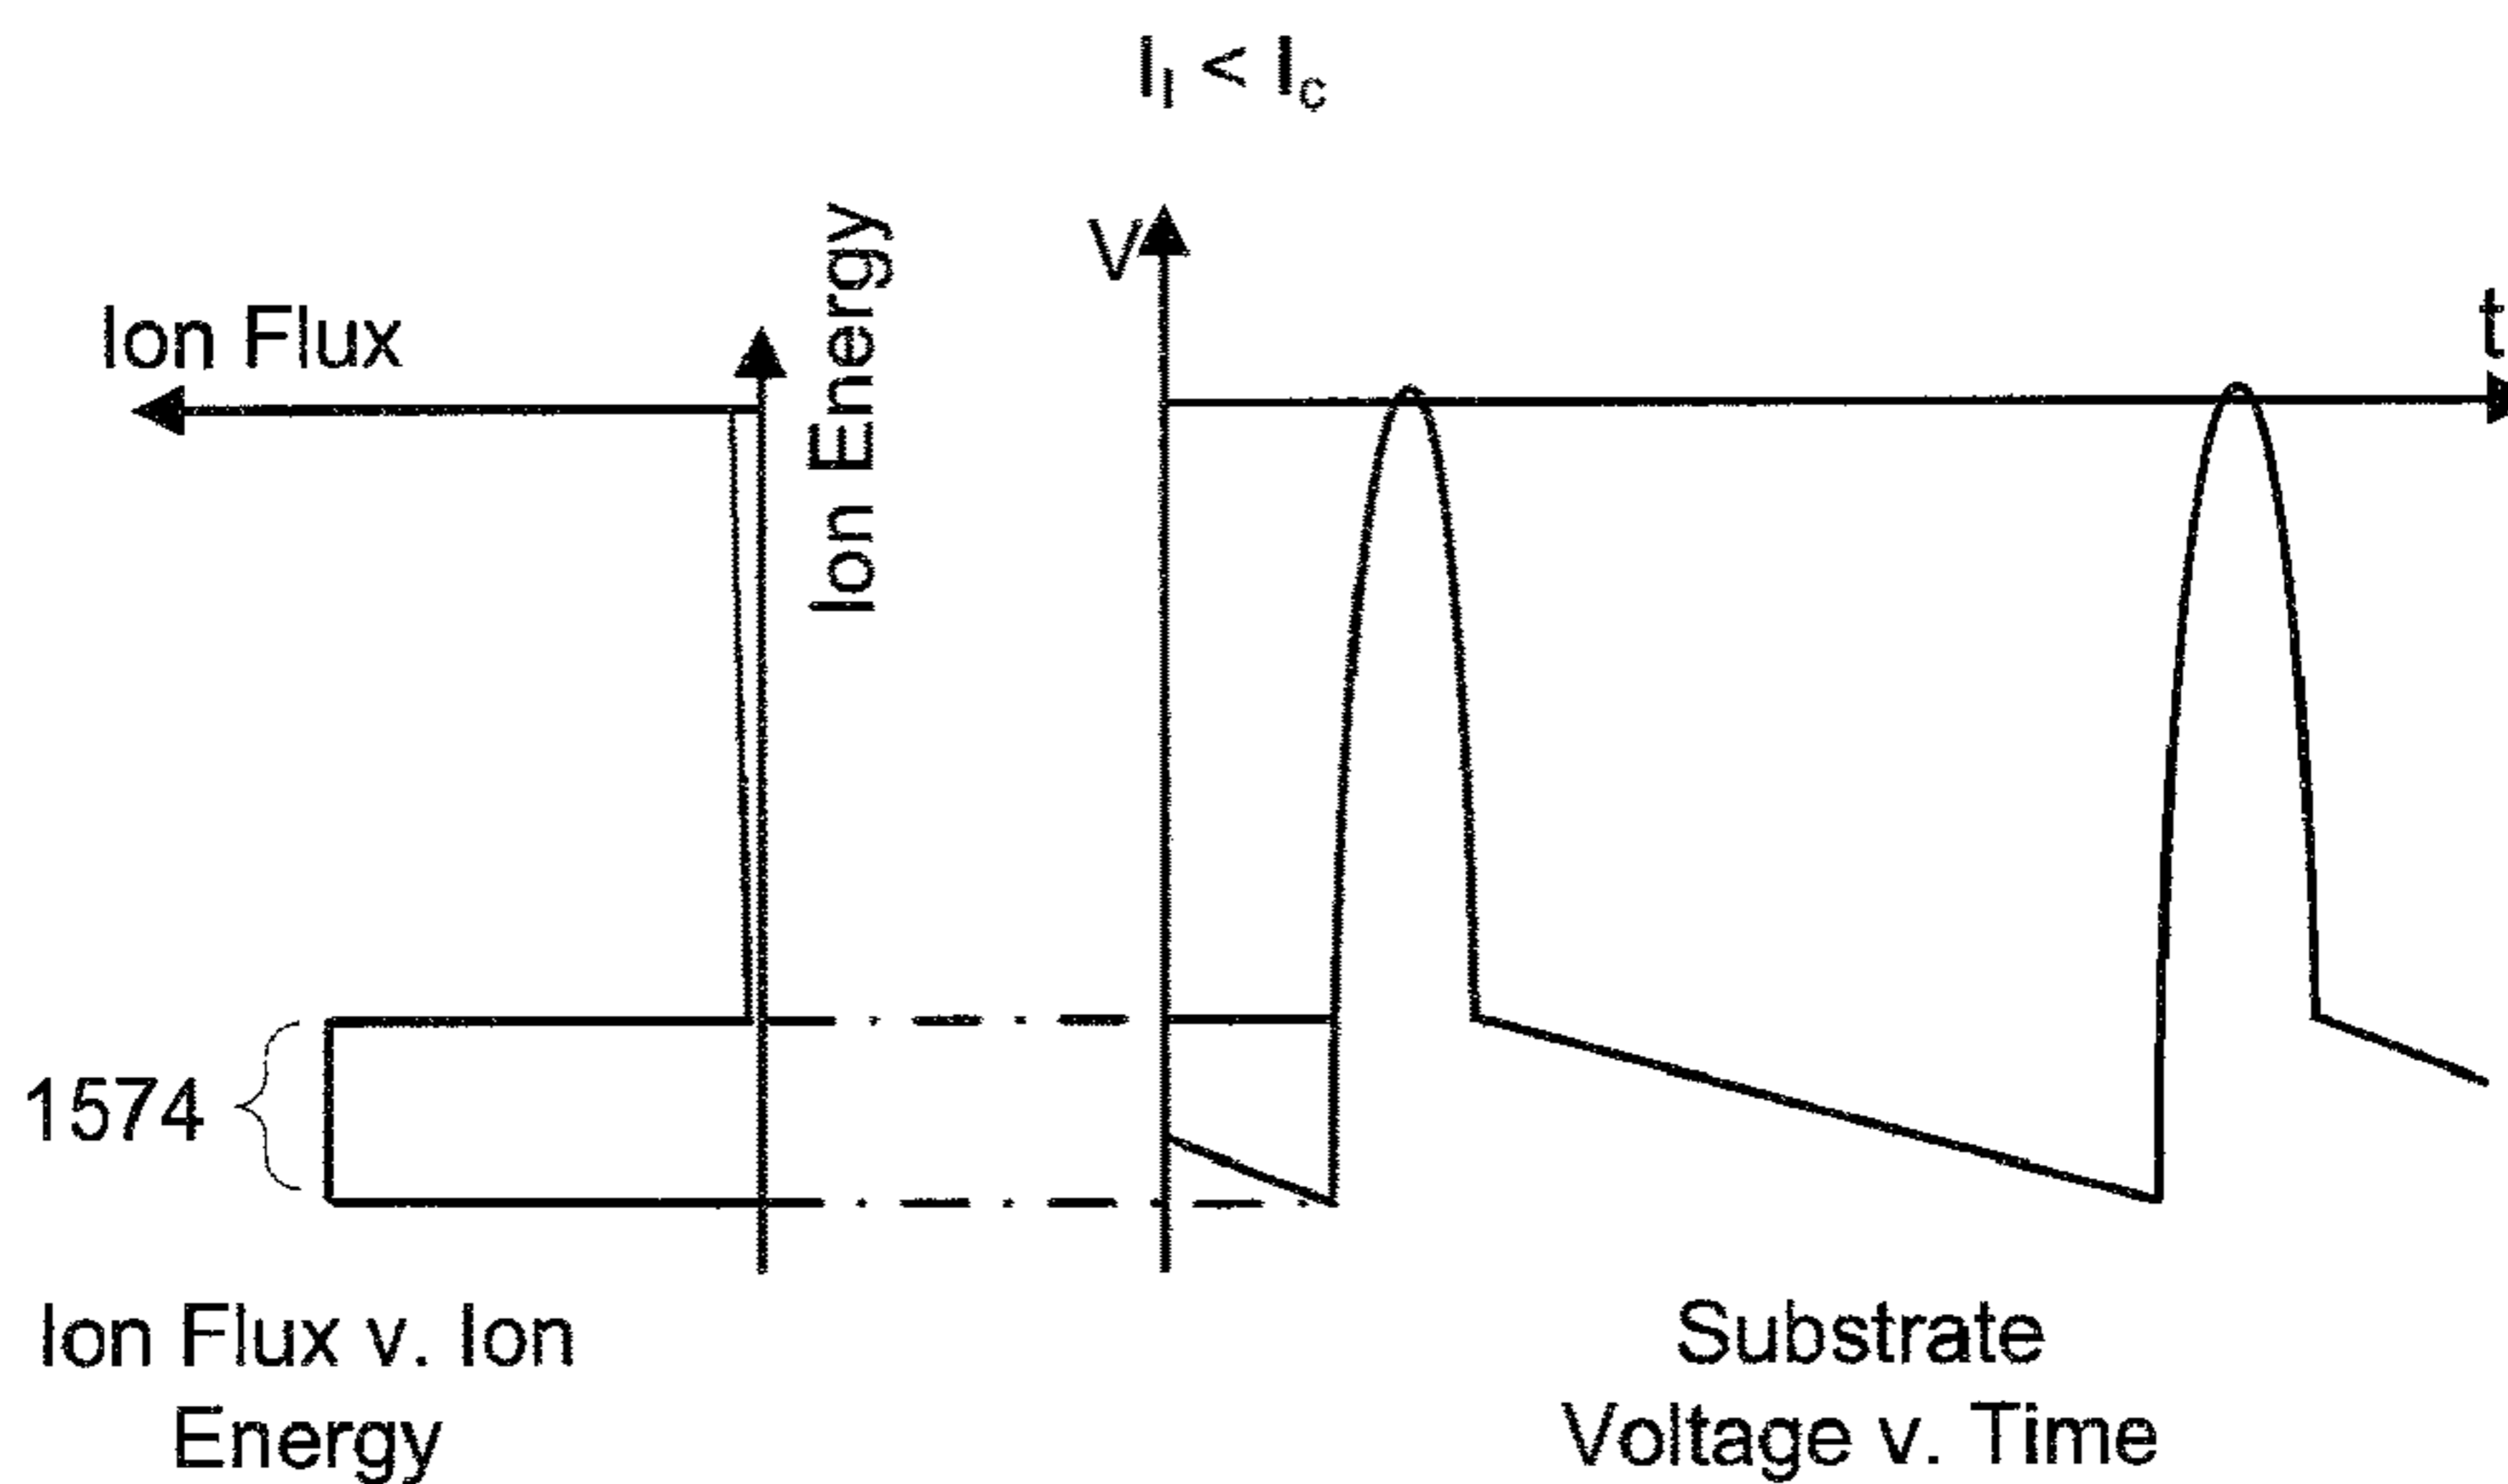 I_I < I_c
Ion Flux
Ion Energy
V
t
1574
Ion Flux v. Ion
Energy
Substrate
Voltage v. Time